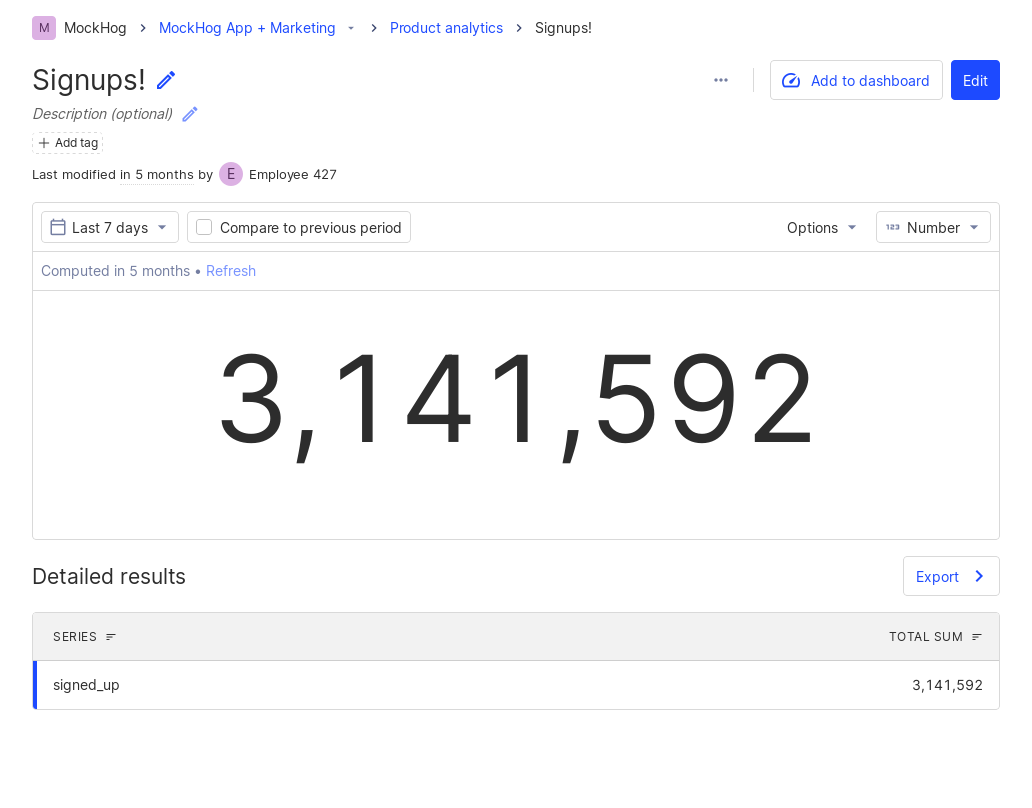 M MockHog MockHog App + Marketing Product analytics Signups!
Signups!
Add to dashboard Edit
Description (optional)
Add tag
Last modified in 5 months by E Employee 427
Last 7 days Compare to previous period Options 123 Number
Computed in 5 months • Refresh
3,141,592
Detailed results Export
SERIES TOTAL SUM
signed_up 3,141,592